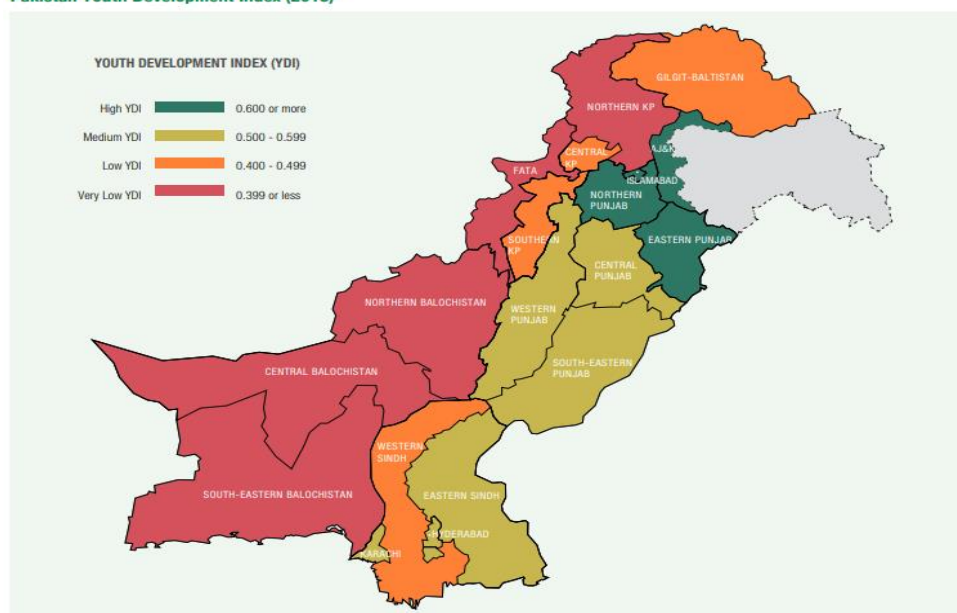 YOUTH DEVELOPMENT INDEX (YDI)
High YDI 0.600 or more
Medium YDI 0.500 - 0.599
Low YDI 0.400 - 0.499
Very Low YDI 0.399 or less
GILGIT-BALTISTAN
NORTHERN KP
CENTRAL
KP
AJ&K
FATA
ISLAMABAD
NORTHERN
PUNJAB
SOUTHERN
KP
EASTERN PUNJAB
CENTRAL
PUNJAB
NORTHERN BALOCHISTAN
WESTERN
PUNJAB
SOUTH-EASTERN
PUNJAB
CENTRAL BALOCHISTAN
WESTERN
SINDH
SOUTH-EASTERN BALOCHISTAN
EASTERN SINDH
HYDERABAD
KARACHI